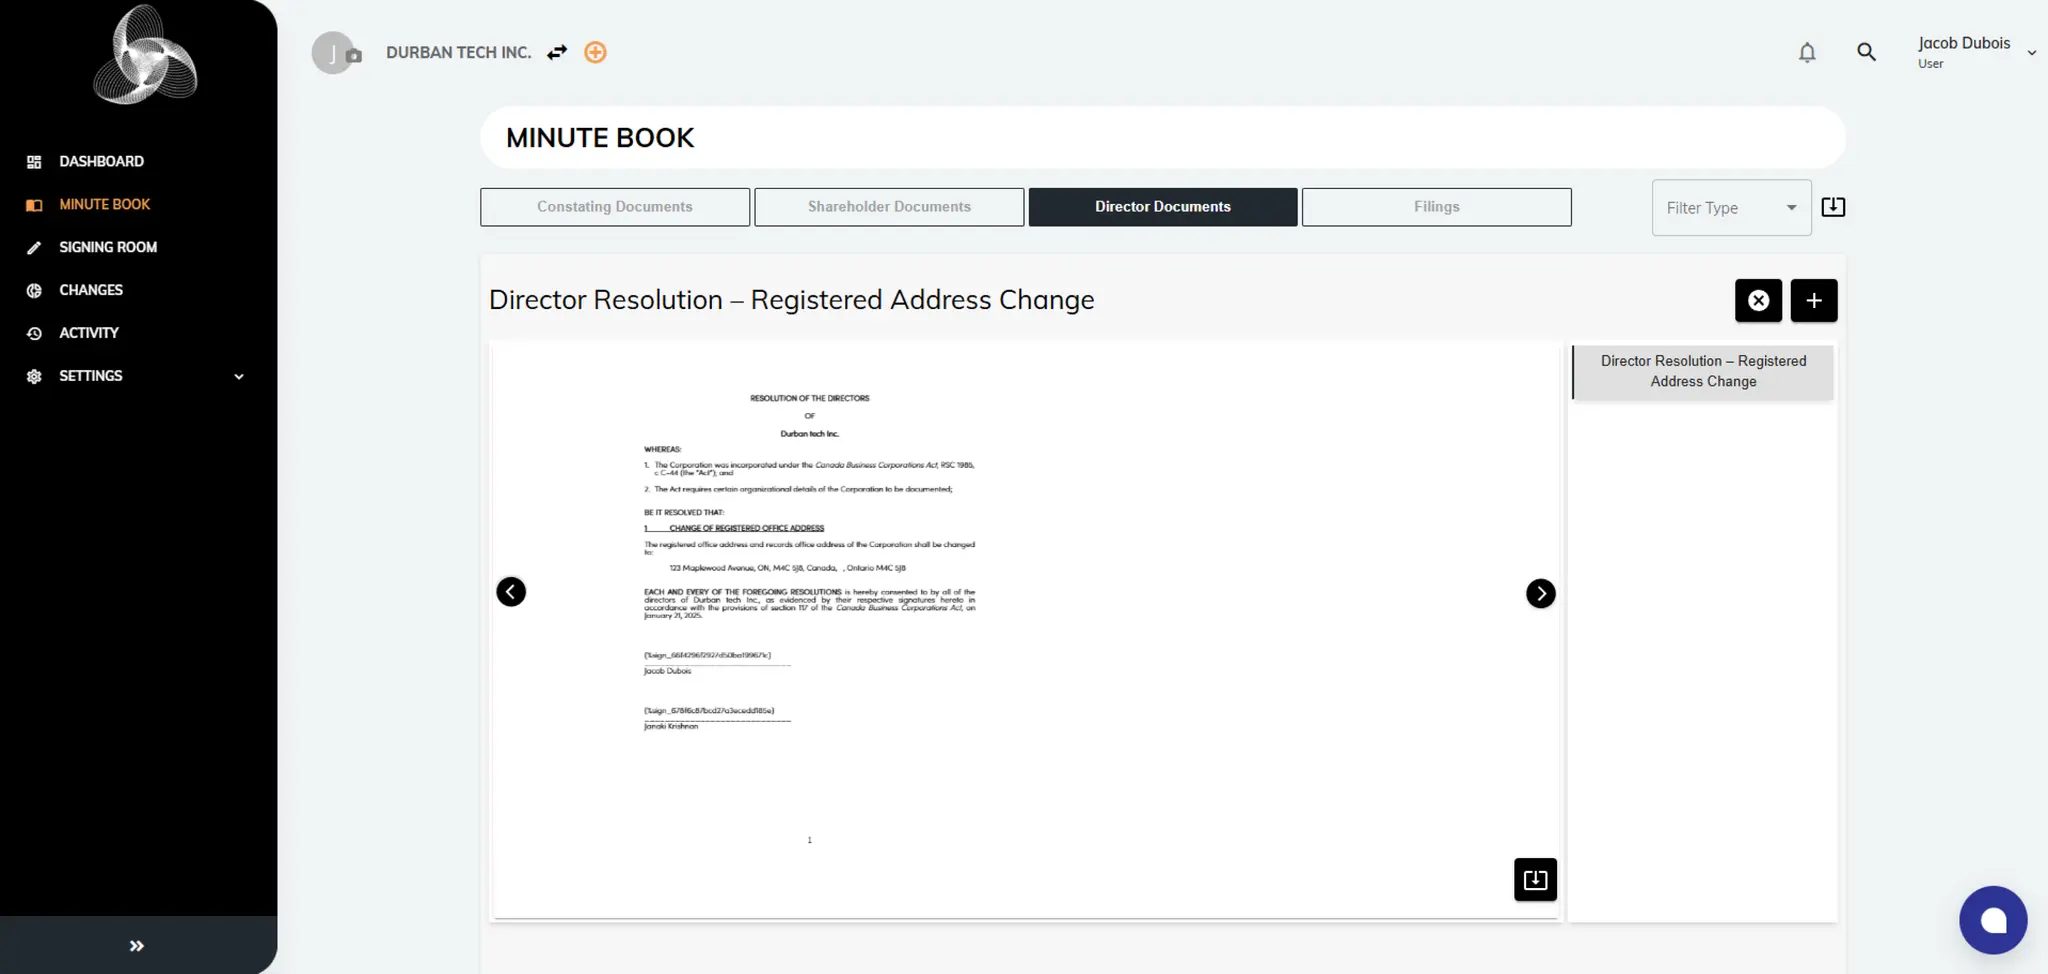 J
DURBAN TECH INC.
Jacob Dubois
User
DASHBOARD
MINUTE BOOK
SIGNING ROOM
CHANGES
ACTIVITY
SETTINGS
MINUTE BOOK
Constating Documents
Shareholder Documents
Director Documents
Filings
Filter Type
Director Resolution – Registered Address Change
RESOLUTION OF THE DIRECTORS
OF
Durban tech Inc.
WHEREAS:
1. The Corporation was incorporated under the Canada Business Corporations Act, RSC 1985,
c C-44 (the "Act"); and
2. The Act requires certain organizational details of the Corporation to be documented;
BE IT RESOLVED THAT:
1 CHANGE OF REGISTERED OFFICE ADDRESS
The registered office address and records office address of the Corporation shall be changed
to:
123 Maplewood Avenue, ON, M4C 5J8, Canada, , Ontario M4C 5J8
EACH AND EVERY OF THE FOREGOING RESOLUTIONS is hereby consented to by all of the
directors of Durban tech Inc., as evidenced by their respective signatures hereto in
accordance with the provisions of section 117 of the Canada Business Corporations Act, on
January 21, 2025.
Jacob Dubois
Janaki Krishnan
1
Director Resolution – Registered
Address Change